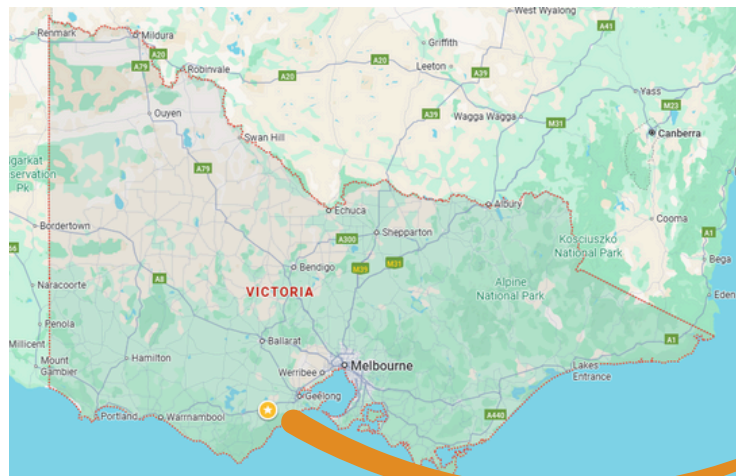 West Wyalong
Renmark
Mildura
A41
Griffith
A20
A20
Leeton
A79
Robinvale
A20
A39
Yass
Ouyen
M23
A39
Wagga Wagga
M31
Canberra
Swan Hill
A79
Pk
Echuca
Albury
Cooma
Bordertown
Shepparton
A1
A300
Kosciuszko
National Park
Bega
Bendigo
M39
M31
A8
Naracoorte
VICTORIA
Alpine
National Park
Eden
Penola
Millicent
Ballarat
A1
Mount
Gambier
Hamilton
Melbourne
Werribee
Lakes
Entrance
Geelong
Portland
Warrnambool
A440